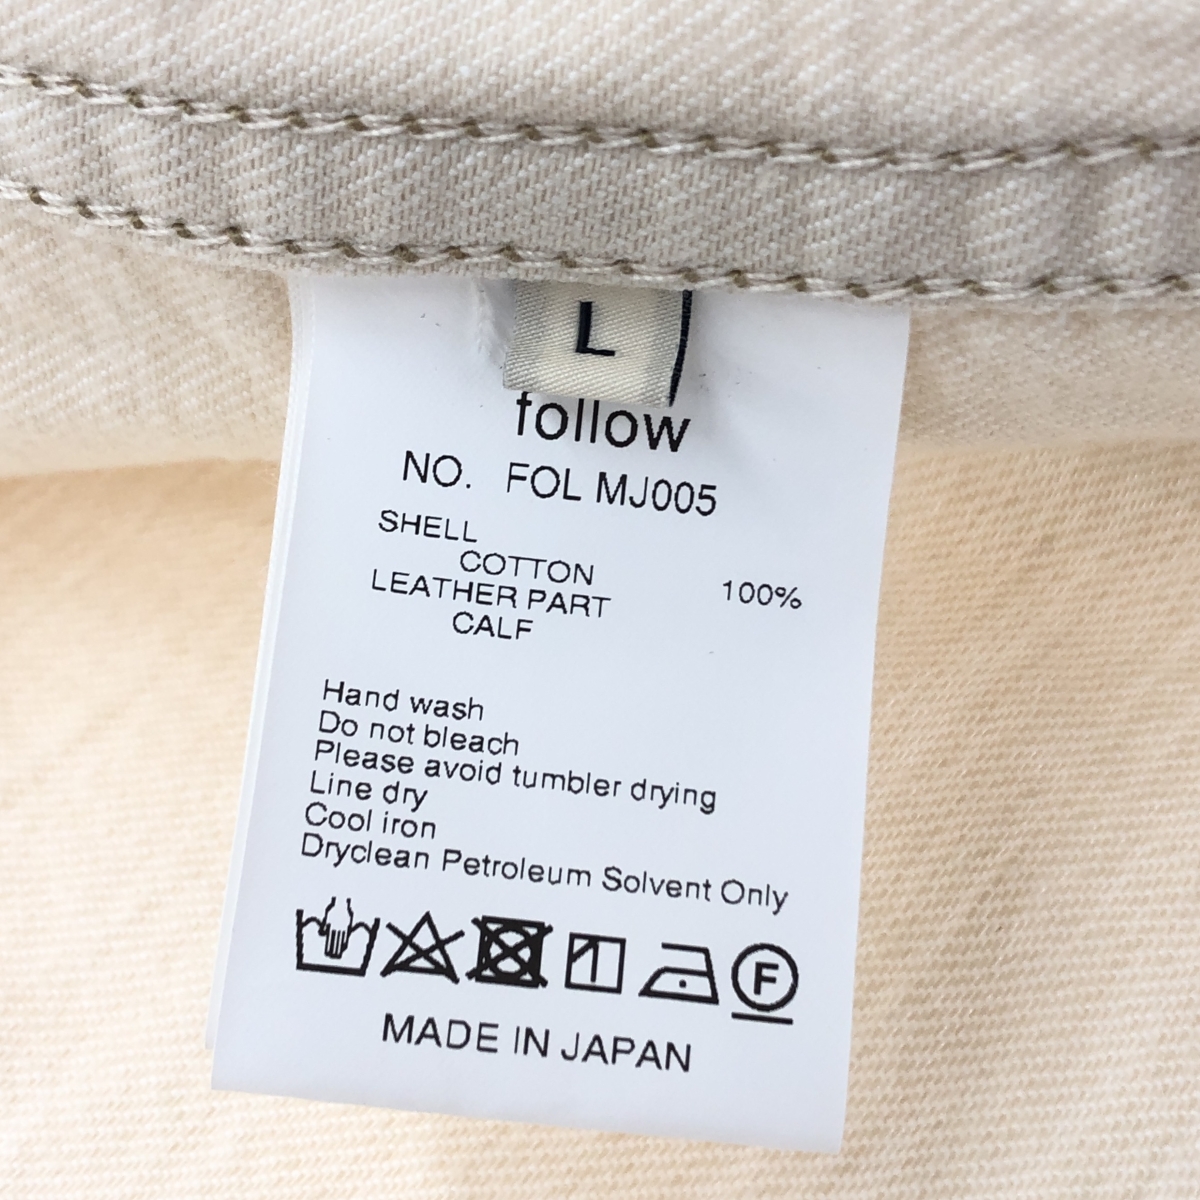 L
follow
NO. FOL MJ005
SHELL
COTTON 100%
LEATHER PART
CALF
Hand wash
Do not bleach
Please avoid tumbler drying
Line dry
Cool iron
Dryclean Petroleum Solvent Only
F
MADE IN JAPAN